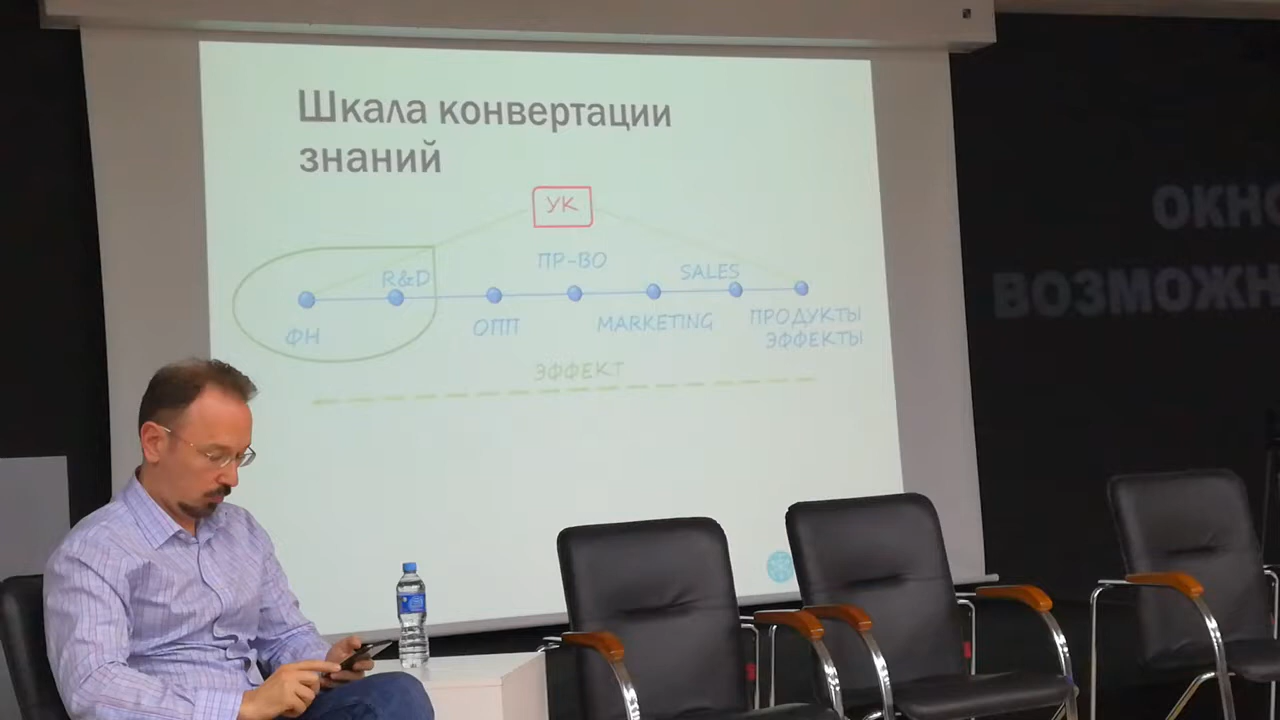 Шкала конвертации
знаний
УК
R&D
ПР-ВО
SALES
ФН
ОПП
MARKETING
ПРОДУКТЫ
ЭФФЕКТЫ
ЭФФЕКТ
ОКНО
ВОЗМОЖН